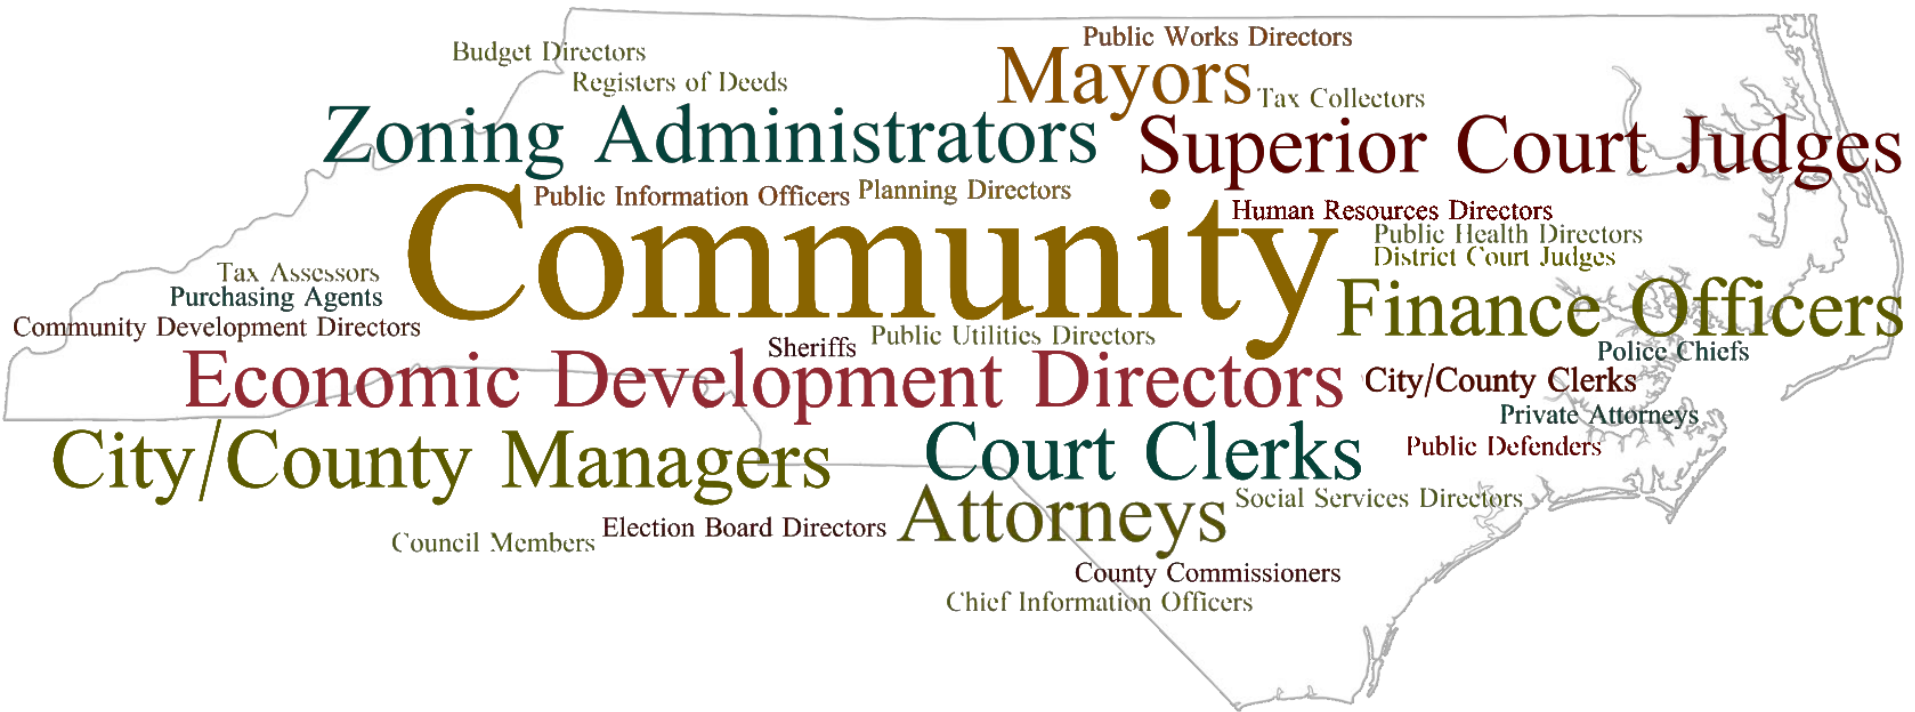 Public Works Directors
Budget Directors
Mayors
Registers of Deeds
Tax Collectors
Zoning Administrators
Superior Court Judges
Public Information Officers
Planning Directors
Community
Human Resources Directors
Public Health Directors
District Court Judges
Tax Assessors
Purchasing Agents
Finance Officers
Community Development Directors
Public Utilities Directors
Sheriffs
Police Chiefs
Economic Development Directors
City/County Clerks
Private Attorneys
City/County Managers
Court Clerks
Public Defenders
Attorneys
Social Services Directors
Election Board Directors
Council Members
County Commissioners
Chief Information Officers